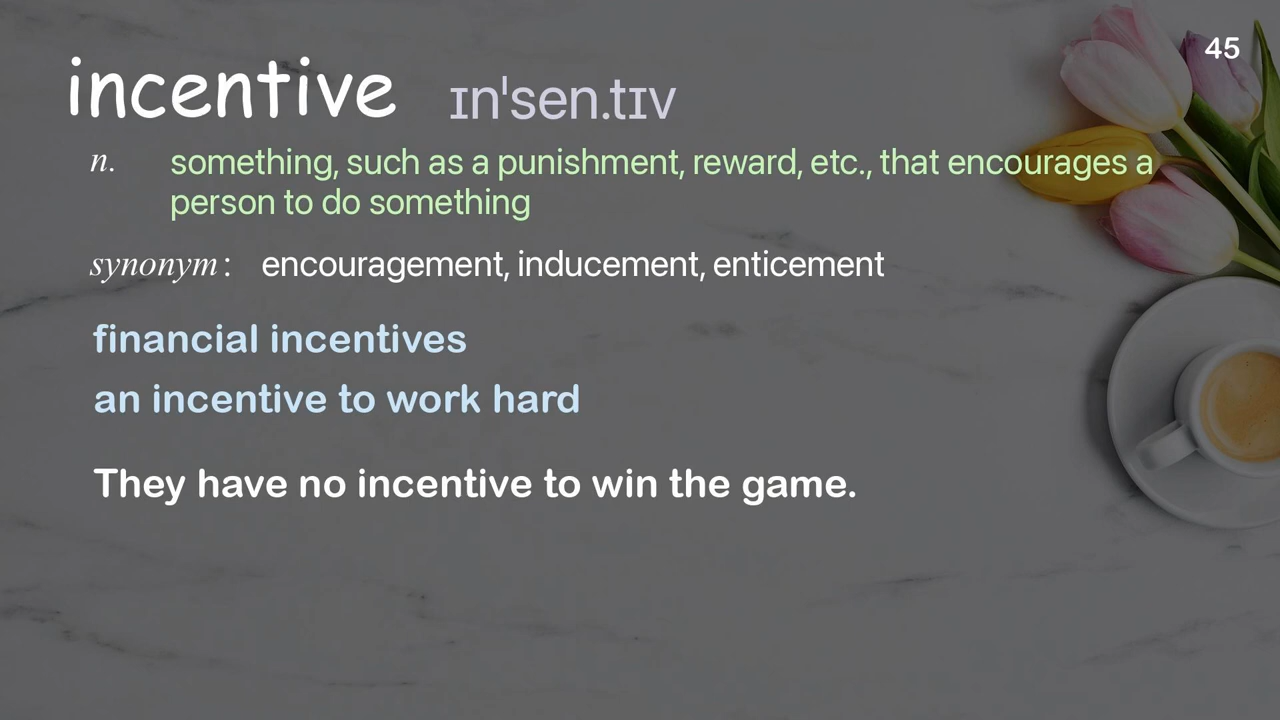 45
incentive ɪnˈsen.tɪv
n. something, such as a punishment, reward, etc., that encourages a
person to do something
synonym: encouragement, inducement, enticement
financial incentives
an incentive to work hard
They have no incentive to win the game.